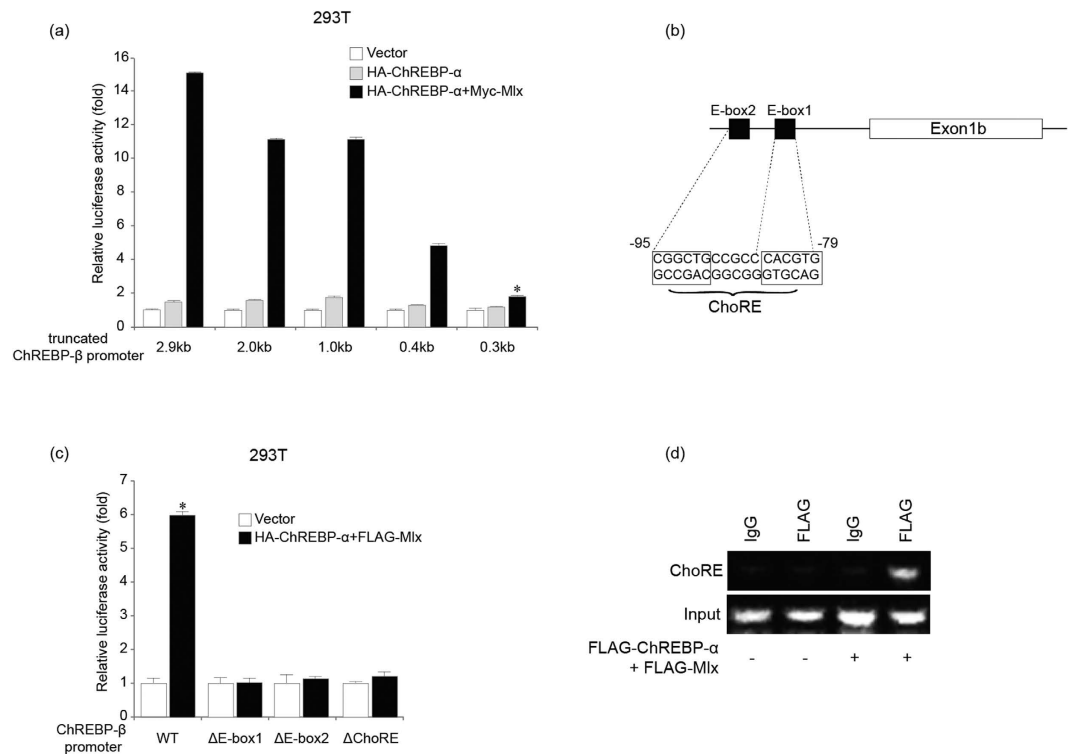 (a)
293T
Vector
HA-ChREBP-α
HA-ChREBP-α+Myc-Mlx
Relative luciferase activity (fold)
16
14
12
10
8
6
4
2
0
*
truncated
ChREBP-β promoter
2.9kb 2.0kb 1.0kb 0.4kb 0.3kb
(b)
E-box2 E-box1
Exon1b
-95 -79
CGGCTGCCGCC CACGTG
GCCGACGGCGG GTGCAG
ChoRE
(c)
293T
Vector
HA-ChREBP-α+FLAG-Mlx
Relative luciferase activity (fold)
7
6
5
4
3
2
1
0
*
ChREBP-β
promoter
WT ΔE-box1 ΔE-box2 ΔChoRE
(d)
IgG FLAG IgG FLAG
ChoRE
Input
FLAG-ChREBP-α
+ FLAG-Mlx
- - + +